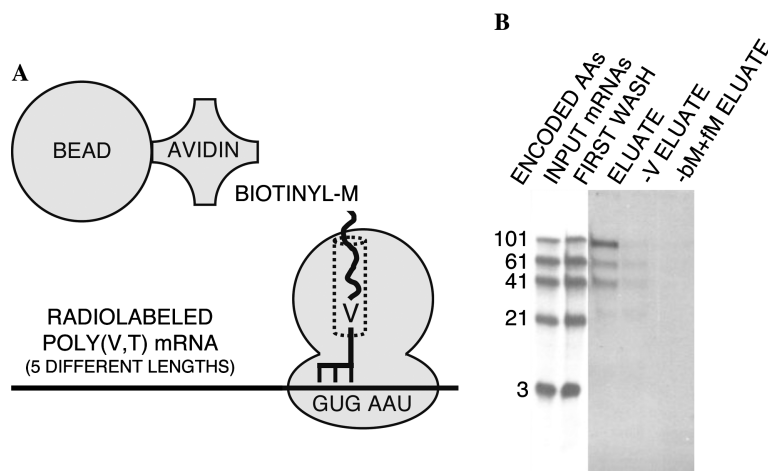 A
BEAD
AVIDIN
BIOTINYL-M
V
RADIOLABELED
POLY(V,T) mRNA
(5 DIFFERENT LENGTHS)
GUG AAU
B
ENCODED AAs
INPUT mRNAs
FIRST WASH
ELUATE
-V ELUATE
-bM+fM ELUATE
101
61
41
21
3